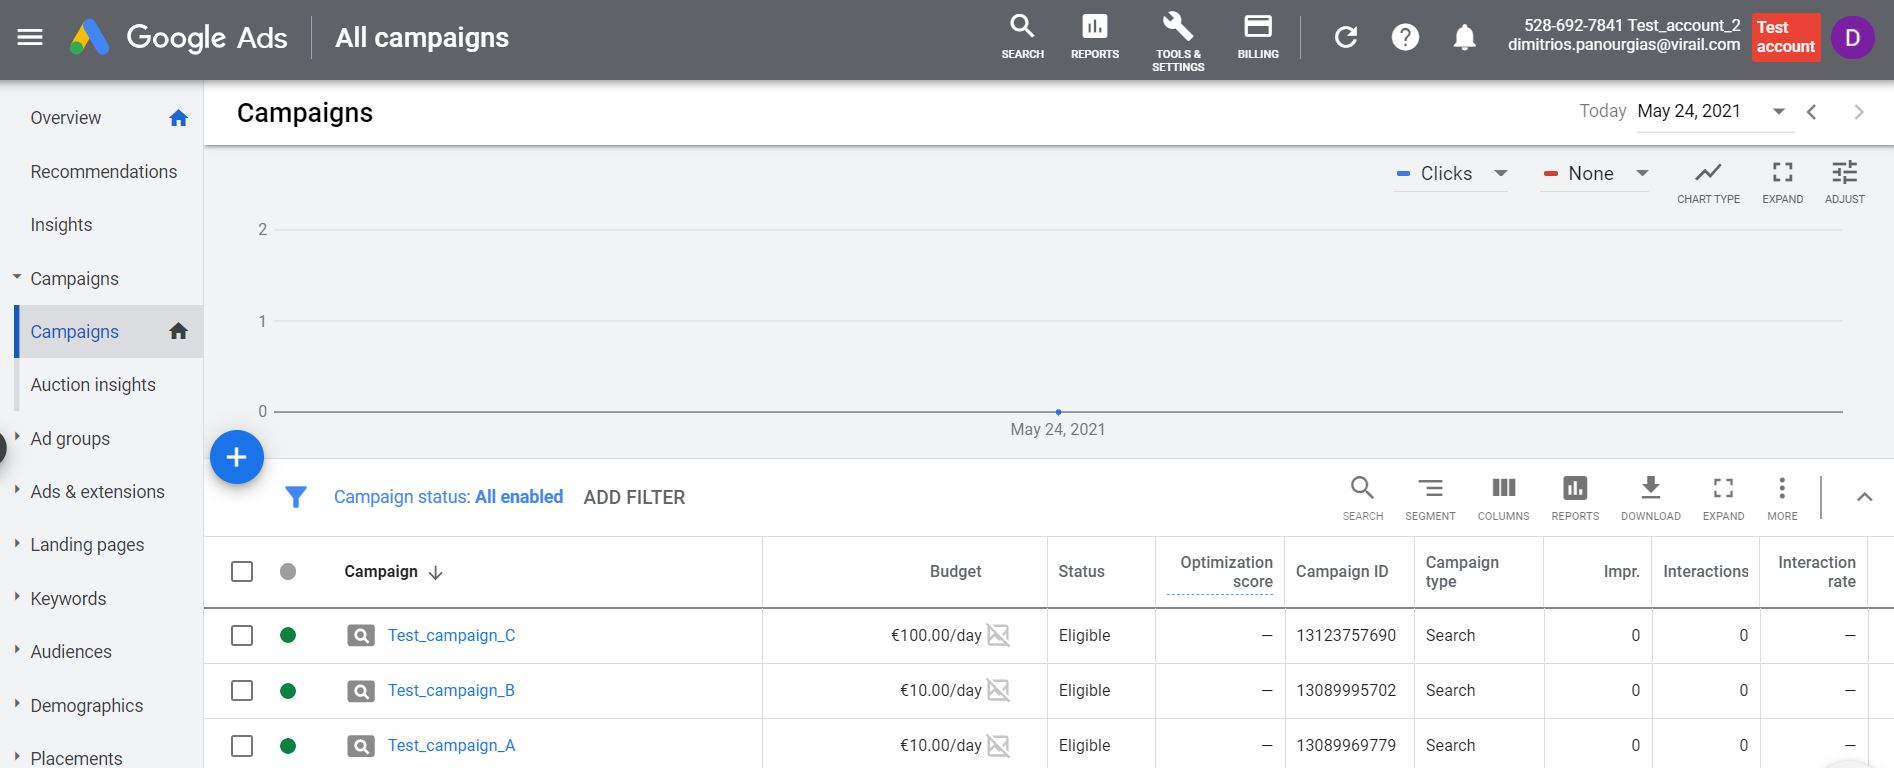 Google Ads
All campaigns
SEARCH
REPORTS
TOOLS &
SETTINGS
BILLING
?
528-692-7841 Test_account_2
dimitrios.panourgias@virail.com
Test
account
D
Overview
Recommendations
Insights
Campaigns
Campaigns
Auction insights
Ad groups
Ads & extensions
Landing pages
Keywords
Audiences
Demographics
Placements
Campaigns
Today May 24, 2021
Clicks
None
CHART TYPE
EXPAND
ADJUST
2
1
0
May 24, 2021
+
Campaign status: All enabled ADD FILTER
SEARCH
SEGMENT
COLUMNS
REPORTS
DOWNLOAD
EXPAND
MORE
Campaign
Budget
Status
Optimization
score
Campaign ID
Campaign
type
Impr.
Interactions
Interaction
rate
Test_campaign_C €100.00/day Eligible — 13123757690 Search 0 0 —
Test_campaign_B €10.00/day Eligible — 13089995702 Search 0 0 —
Test_campaign_A €10.00/day Eligible — 13089969779 Search 0 0 —